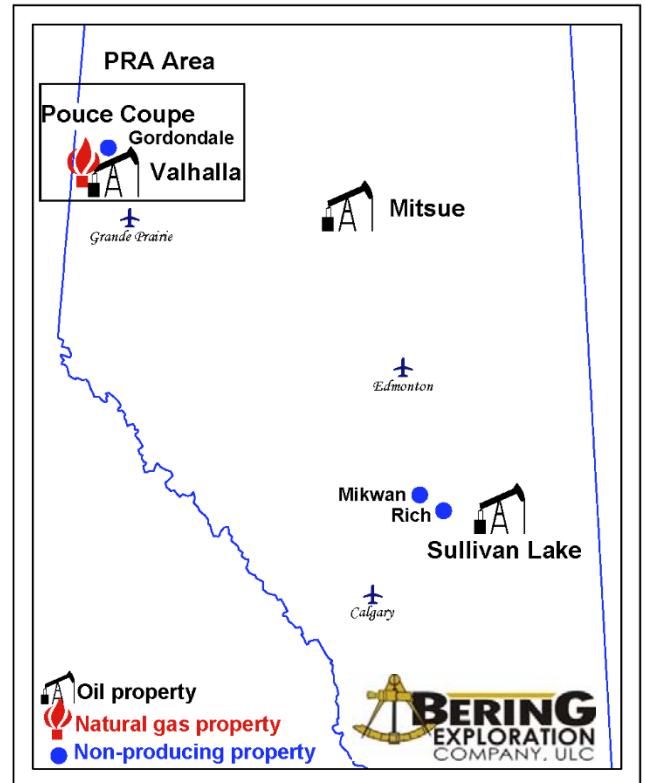 PRA Area
Pouce Coupe
Gordondale
Valhalla
Grande Prairie
Mitsue
Edmonton
Mikwan
Rich
Sullivan Lake
Calgary
Oil property
Natural gas property
Non-producing property
BERING
EXPLORATION
COMPANY, ULC